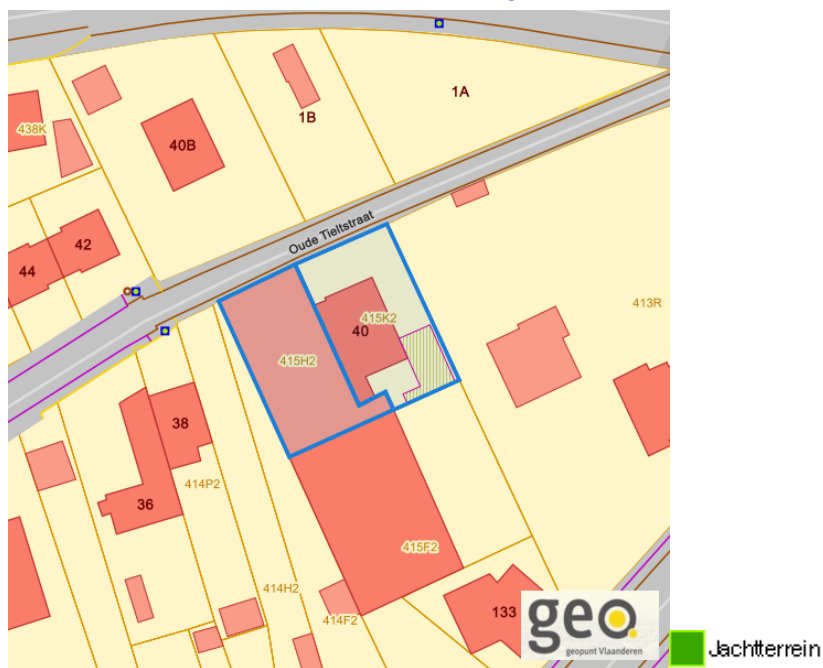 1A
1B
438K
40B
Oude Tieltstraat
42
44
413R
415K2
40
415H2
38
414P2
36
415F2
414H2
133
414F2
geo
geopunt Vlaanderen
Jachtterrein